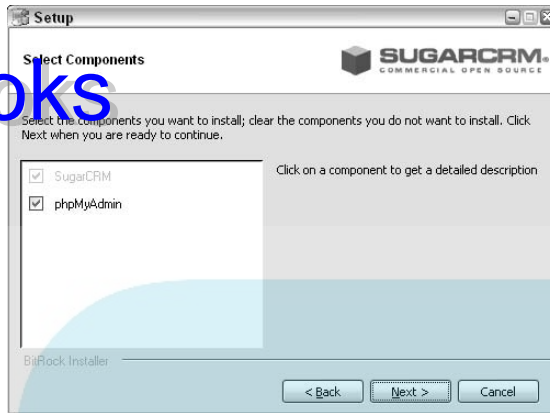 Setup
Select Components
SUGARCRM.
COMMERCIAL OPEN SOURCE
oks
Select the components you want to install; clear the components you do not want to install. Click
Next when you are ready to continue.
SugarCRM
Click on a component to get a detailed description
phpMyAdmin
BitRock Installer
< Back
Next >
Cancel